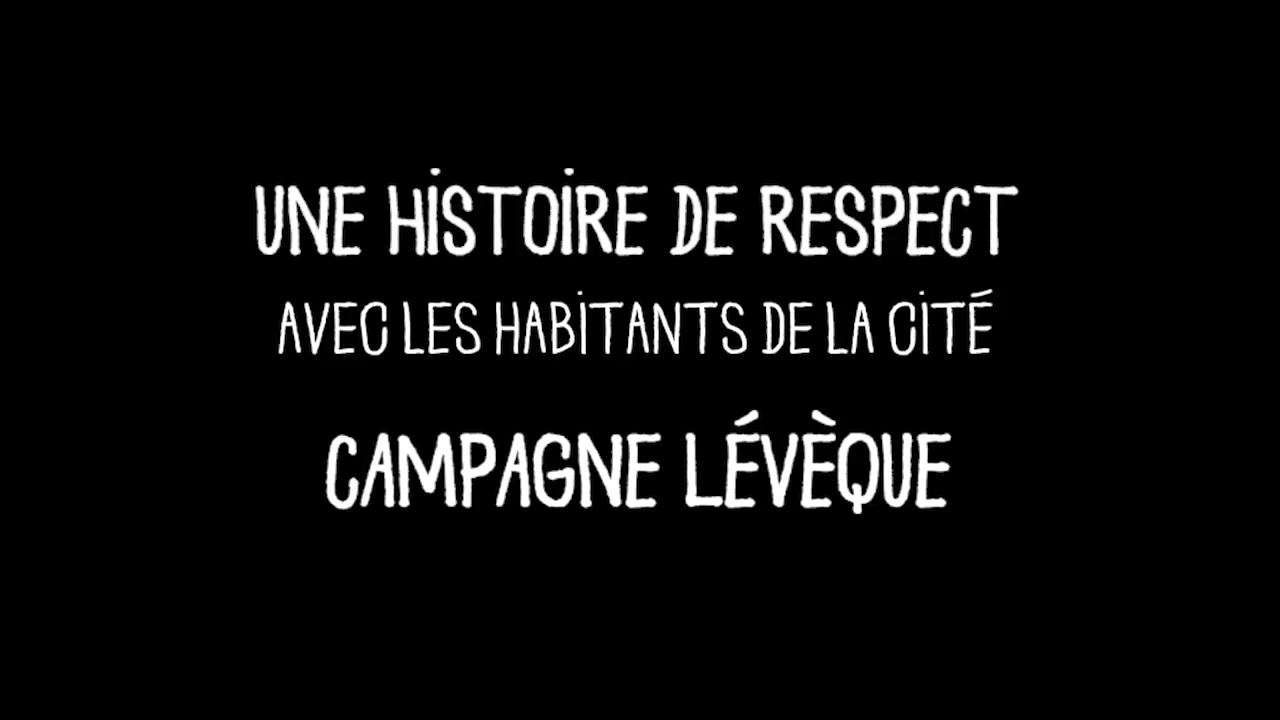 UNE HISTOIRE DE RESPECT
AVEC LES HABITANTS DE LA CITÉ
CAMPAGNE LÉVÈQUE